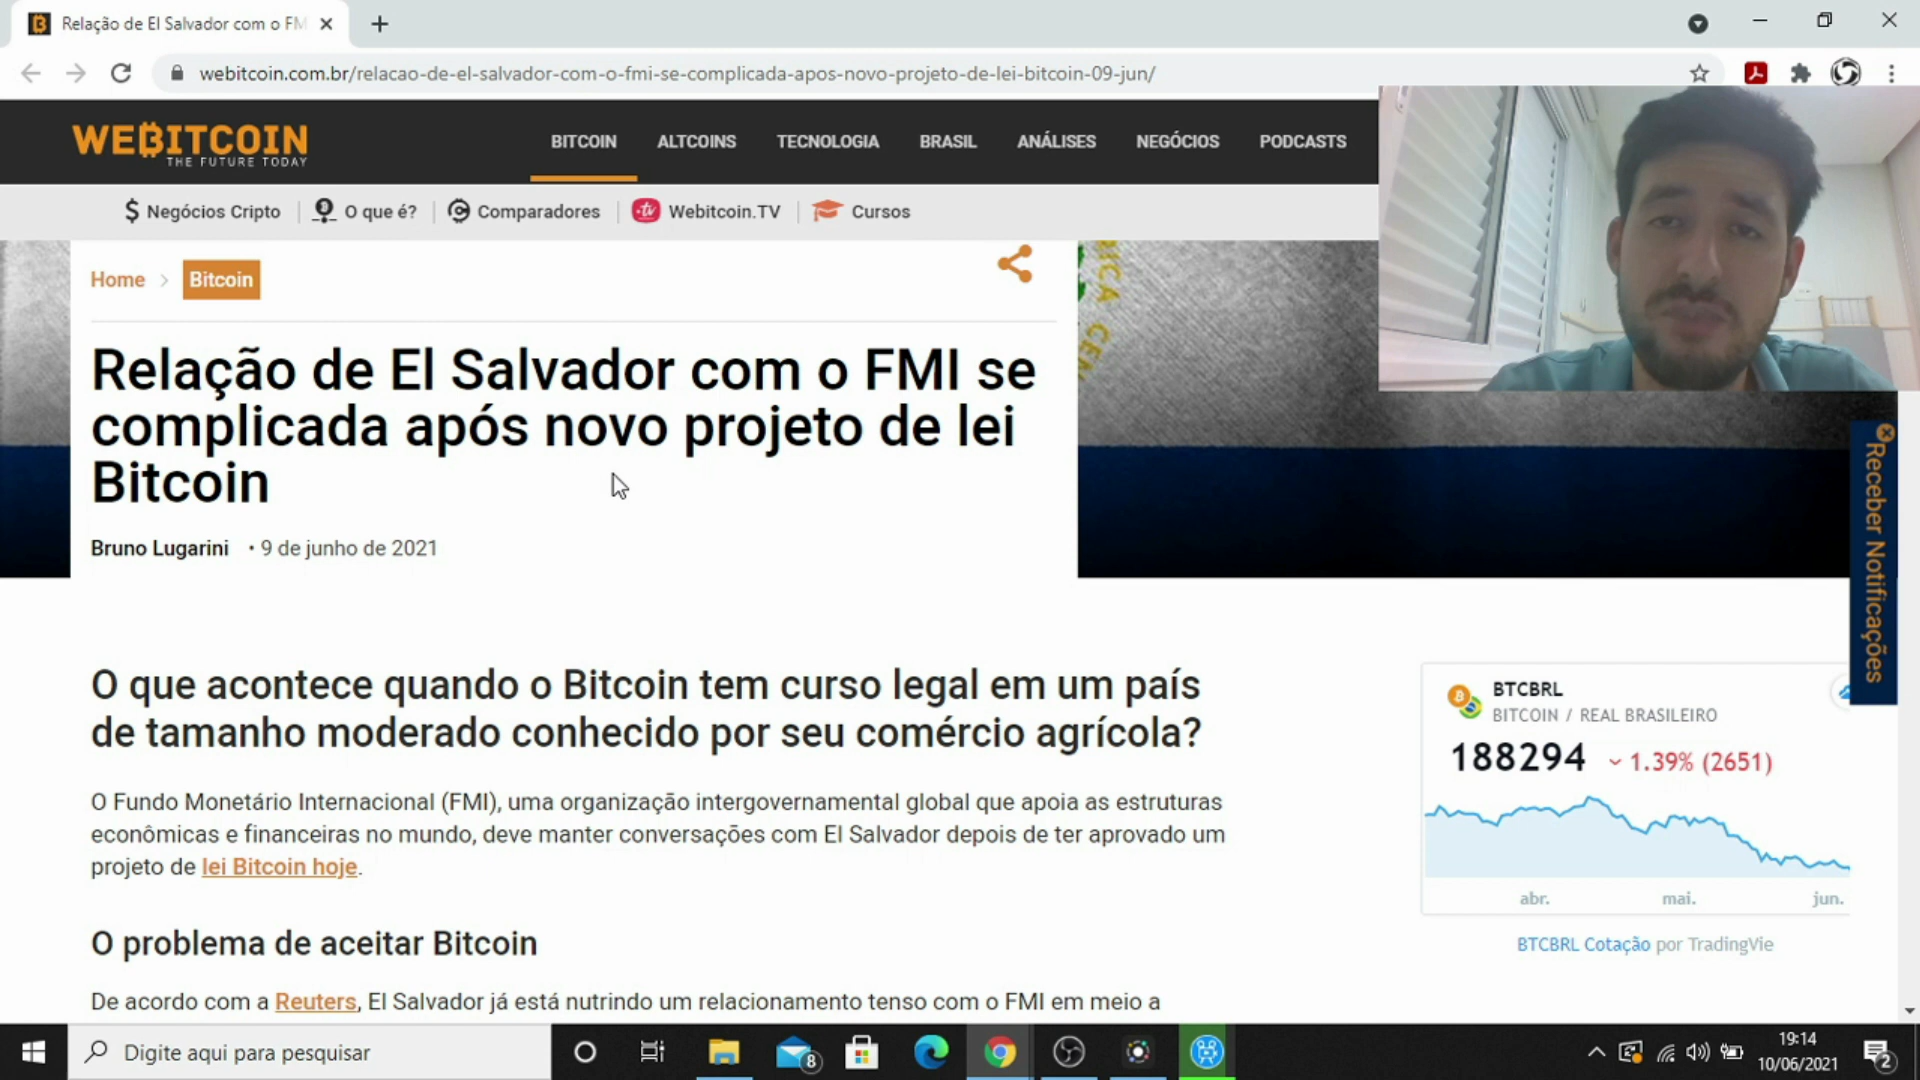 Relação de El Salvador com o FM
webitcoin.com.br/relacao-de-el-salvador-com-o-fmi-se-complicada-apos-novo-projeto-de-lei-bitcoin-09-jun/
WEBITCOIN
THE FUTURE TODAY
BITCOIN ALTCOINS TECNOLOGIA BRASIL ANÁLISES NEGÓCIOS PODCASTS
Negócios Cripto O que é? Comparadores Webitcoin.TV Cursos
Home > Bitcoin
Relação de El Salvador com o FMI se
complicada após novo projeto de lei
Bitcoin
Bruno Lugarini • 9 de junho de 2021
Receber Notificações
O que acontece quando o Bitcoin tem curso legal em um país
de tamanho moderado conhecido por seu comércio agrícola?
O Fundo Monetário Internacional (FMI), uma organização intergovernamental global que apoia as estruturas
econômicas e financeiras no mundo, deve manter conversações com El Salvador depois de ter aprovado um
projeto de lei Bitcoin hoje.
O problema de aceitar Bitcoin
De acordo com a Reuters, El Salvador já está nutrindo um relacionamento tenso com o FMI em meio a
BTCBRL
BITCOIN / REAL BRASILEIRO
188294 1.39% (2651)
abr. mai. jun.
BTCBRL Cotação por TradingVie
Digite aqui para pesquisar
8
19:14
10/06/2021
2